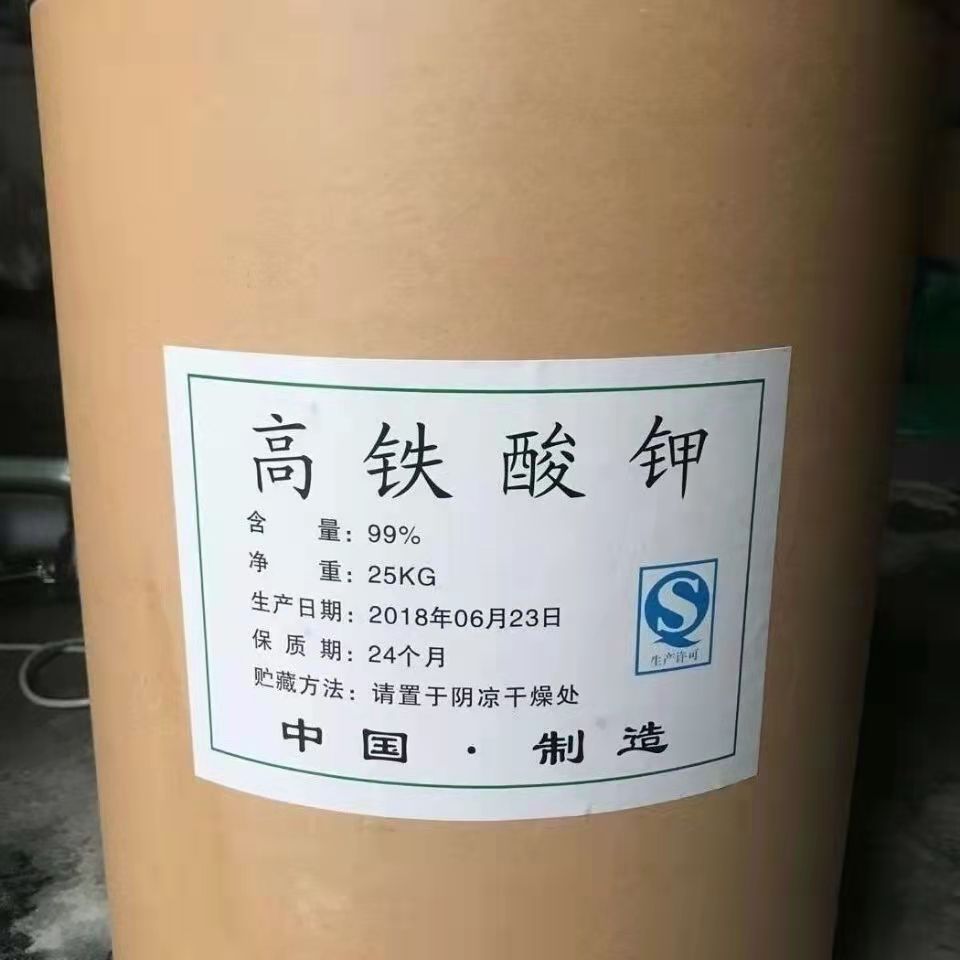 高铁酸钾
含 量：99%
净 重：25KG
生产日期：2018年06月23日
保质期：24个月
贮藏方法：请置于阴凉干燥处
生产许可
中国·制造